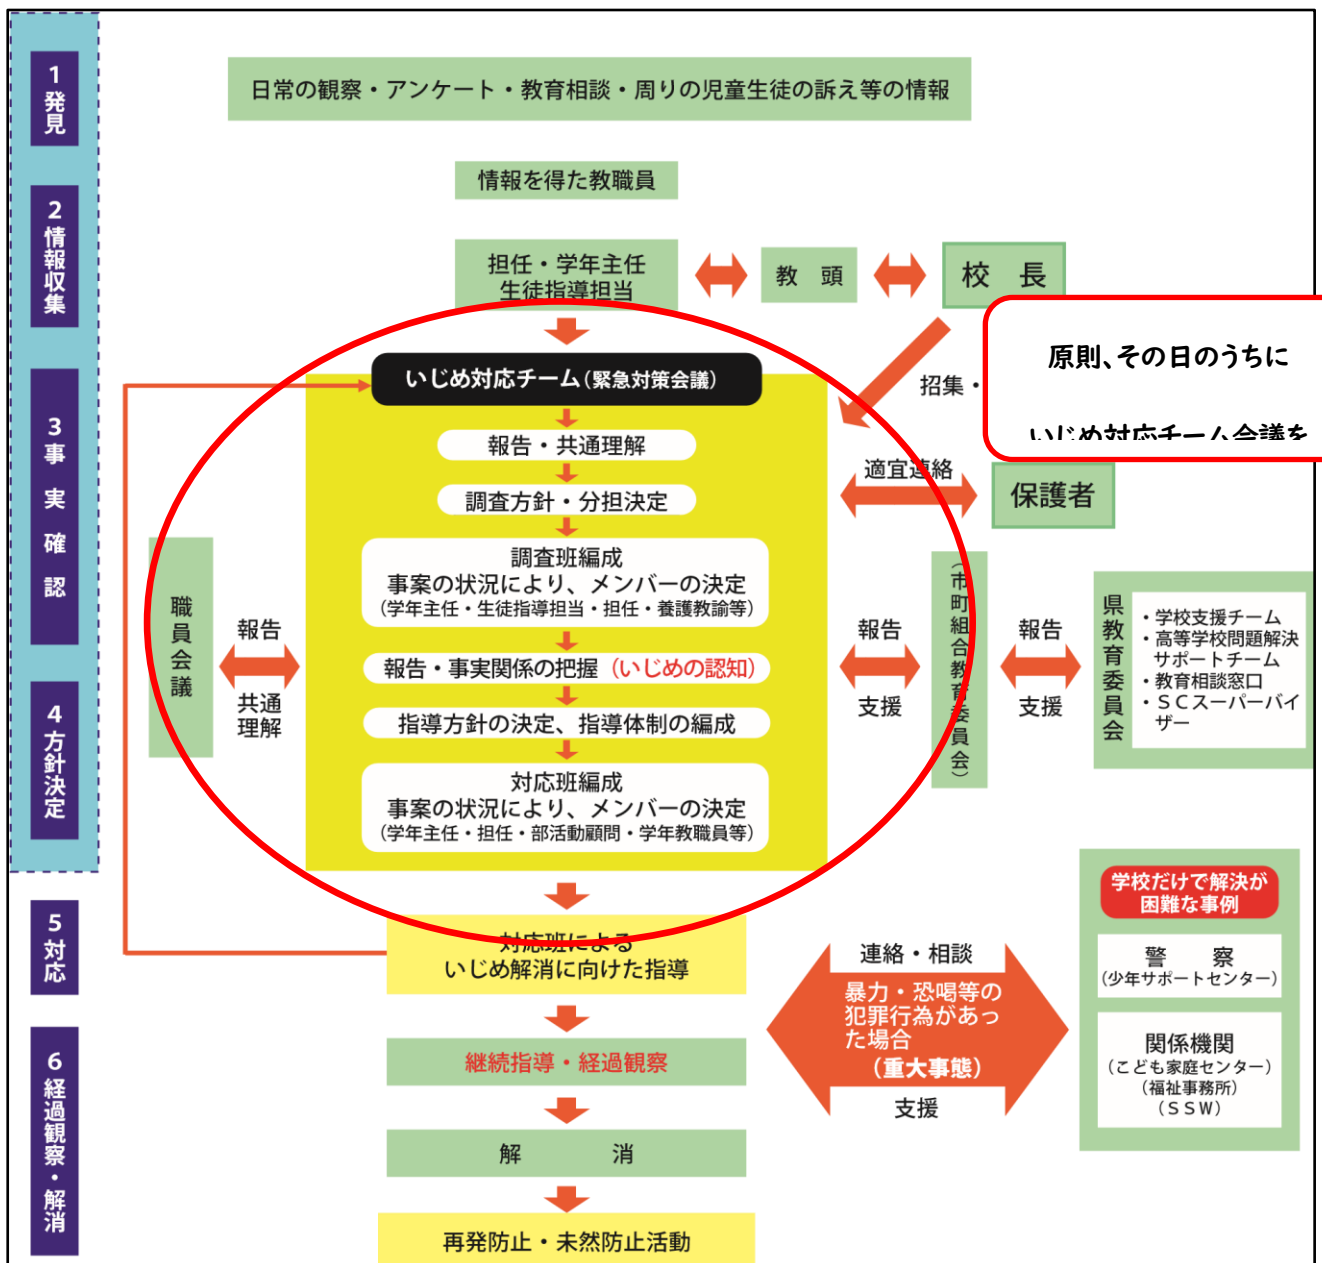 1発見
日常の観察・アンケート・教育相談・周りの児童生徒の訴え等の情報
2情報収集
情報を得た教職員
担任・学年主任
生徒指導担当
教　頭
校　長
原則、その日のうちに
いじめ対応チーム会議を
招集・
3事実確認
いじめ対応チーム（緊急対策会議）
報告・共通理解
調査方針・分担決定
調査班編成
事案の状況により、メンバーの決定
（学年主任・生徒指導担当・担任・養護教諭等）
報告・事実関係の把握（いじめの認知）
4方針決定
指導方針の決定、指導体制の編成
対応班編成
事案の状況により、メンバーの決定
（学年主任・担任・部活動顧問・学年教職員等）
職員会議
報告
共通
理解
適宜連絡
保護者
報告
支援
（市町組合教育委員会）
報告
支援
県教育委員会
・学校支援チーム
・高等学校問題解決
サポートチーム
・教育相談窓口
・ＳＣスーパーバイ
ザー
5対応
対応班による
いじめ解消に向けた指導
連絡・相談
暴力・恐喝等の
犯罪行為があっ
た場合
（重大事態）
支援
学校だけで解決が
困難な事例
警　察
（少年サポートセンター）
関係機関
（こども家庭センター）
（福祉事務所）
（ＳＳＷ）
6経過観察・解消
継続指導・経過観察
解　　消
再発防止・未然防止活動